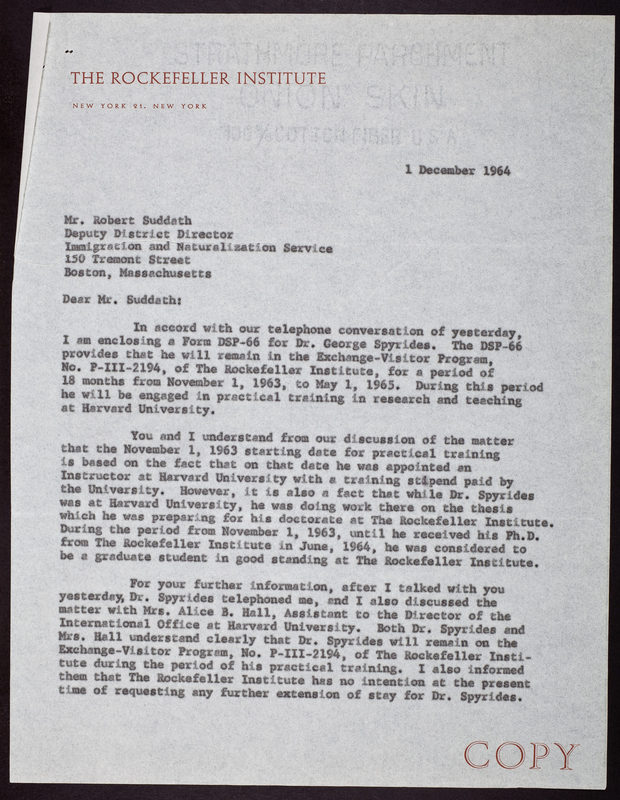 STRATHMORE PARCHMENT
ONION SKIN
100% COTTON FIBER U S A
THE ROCKEFELLER INSTITUTE
NEW YORK 21, NEW YORK
1 December 1964
Mr. Robert Suddath
Deputy District Director
Immigration and Naturalization Service
150 Tremont Street
Boston, Massachusetts
Dear Mr. Suddath:
In accord with our telephone conversation of yesterday,
I am enclosing a Form DSP-66 for Dr. George Spyrides. The DSP-66
provides that he will remain in the Exchange-Visitor Program,
No. P-III-2194, of The Rockefeller Institute, for a period of
18 months from November 1, 1963, to May 1, 1965. During this period
he will be engaged in practical training in research and teaching
at Harvard University.
You and I understand from our discussion of the matter
that the November 1, 1963 starting date for practical training
is based on the fact that on that date he was appointed an
Instructor at Harvard University with a training stipend paid by
the University. However, it is also a fact that while Dr. Spyrides
was at Harvard University, he was doing work there on the thesis
which he was preparing for his doctorate at The Rockefeller Institute.
During the period from November 1, 1963, until he received his Ph.D.
from The Rockefeller Institute in June, 1964, he was considered to
be a graduate student in good standing at The Rockefeller Institute.
For your further information, after I talked with you
yesterday, Dr. Spyrides telephoned me, and I also discussed the
matter with Mrs. Alice B. Hall, Assistant to the Director of the
International Office at Harvard University. Both Dr. Spyrides and
Mrs. Hall understand clearly that Dr. Spyrides will remain on the
Exchange-Visitor Program, No. P-III-2194, of The Rockefeller Insti-
tute during the period of his practical training. I also informed
them that The Rockefeller Institute has no intention at the present
time of requesting any further extension of stay for Dr. Spyrides.
COPY